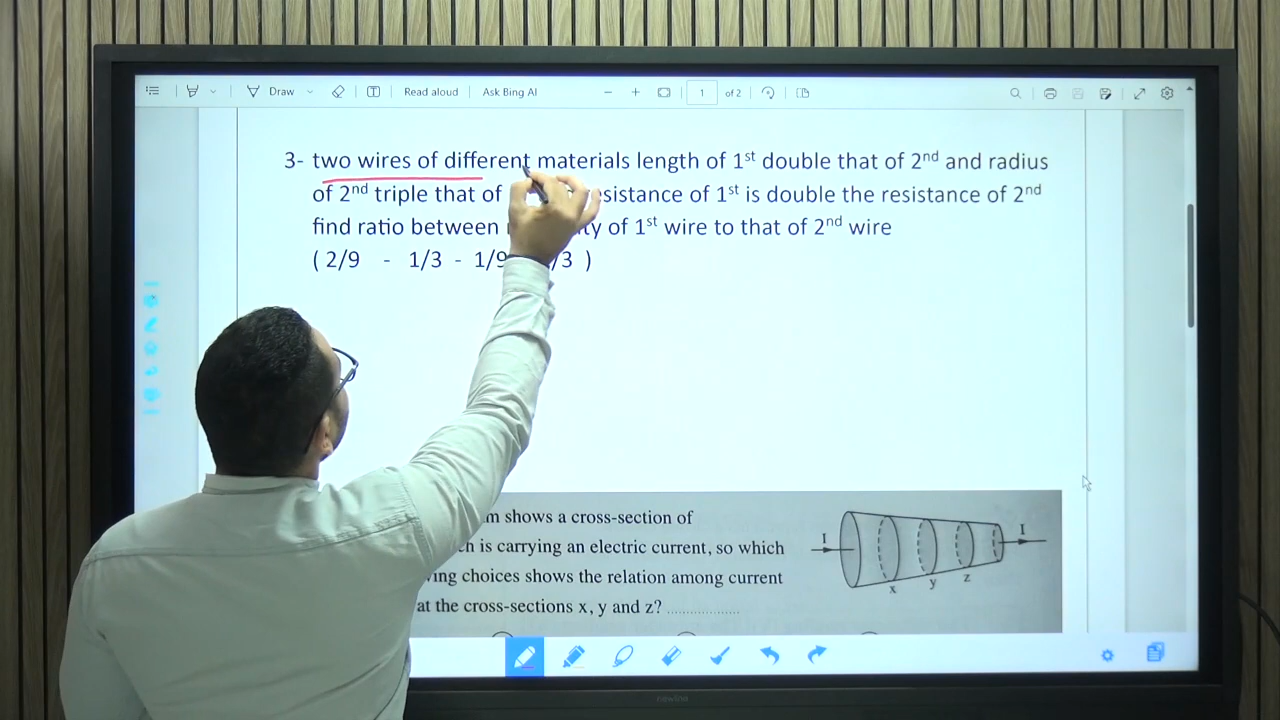 Draw Read aloud Ask Bing AI 1 of 2
3- two wires of different materials length of 1st double that of 2nd and radius
of 2nd triple that of resistance of 1st is double the resistance of 2nd
find ratio between of 1st wire to that of 2nd wire
( 2/9 - 1/3 - 1/9 /3 )
shows a cross-section of
is carrying an electric current, so which
choices shows the relation among current
at the cross-sections x, y and z? ....................
I I
x y z
newline